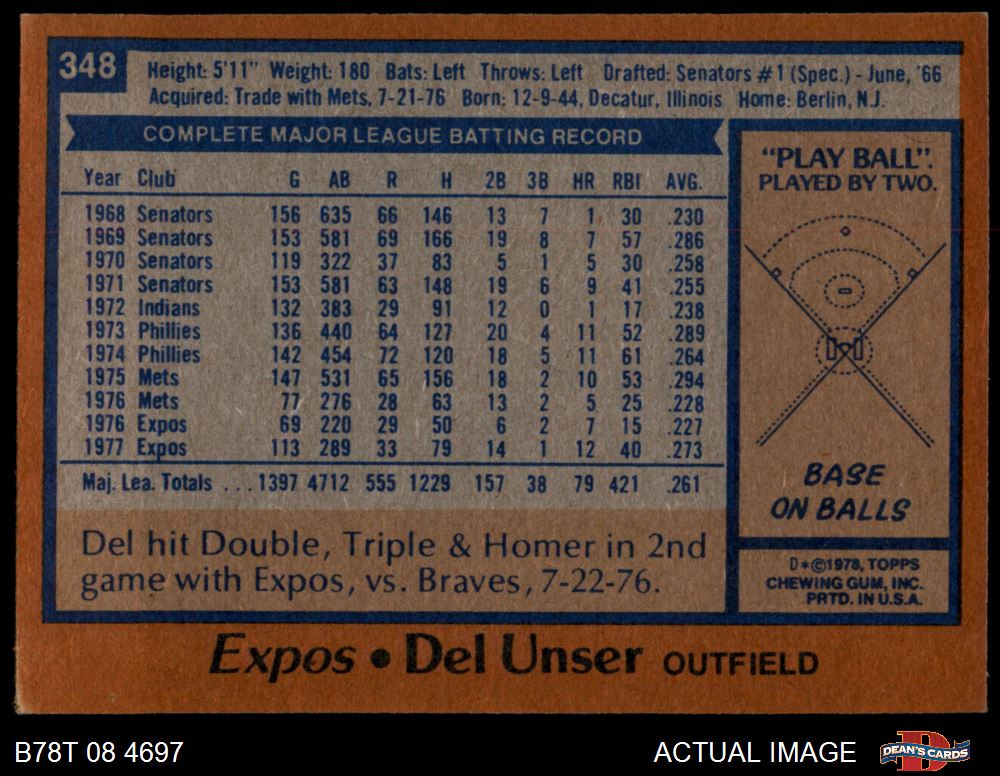 348
Height: 5'11" Weight: 180 Bats: Left Throws: Left Drafted: Senators #1 (Spec.) - June, '66
Acquired: Trade with Mets, 7-21-76 Born: 12-9-44, Decatur, Illinois Home: Berlin, N.J.
COMPLETE MAJOR LEAGUE BATTING RECORD
Year Club G AB R H 2B 3B HR RBI AVG.
1968 Senators 156 635 66 146 13 7 1 30 .230
1969 Senators 153 581 69 166 19 8 7 57 .286
1970 Senators 119 322 37 83 5 1 5 30 .258
1971 Senators 153 581 63 148 19 6 9 41 .255
1972 Indians 132 383 29 91 12 0 1 17 .238
1973 Phillies 136 440 64 127 20 4 11 52 .289
1974 Phillies 142 454 72 120 18 5 11 61 .264
1975 Mets 147 531 65 156 18 2 10 53 .294
1976 Mets 77 276 28 63 13 2 5 25 .228
1976 Expos 69 220 29 50 6 2 7 15 .227
1977 Expos 113 289 33 79 14 1 12 40 .273
Maj. Lea. Totals ... 1397 4712 555 1229 157 38 79 421 .261
Del hit Double, Triple & Homer in 2nd
game with Expos, vs. Braves, 7-22-76.
"PLAY BALL".
PLAYED BY TWO.
BASE
ON BALLS
D*©1978, TOPPS
CHEWING GUM, INC.
PRTD. IN U.S.A.
Expos • Del Unser OUTFIELD
B78T 08 4697
ACTUAL IMAGE
DEAN'S CARDS